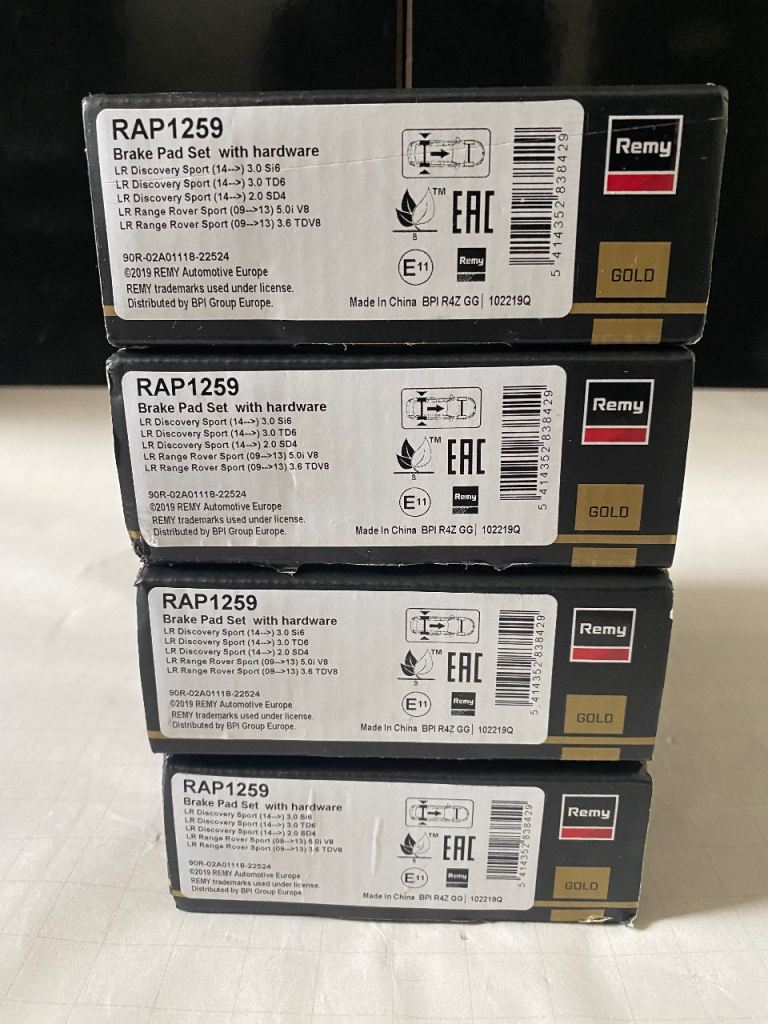 RAP1259
Brake Pad Set with hardware
LR Discovery Sport (14-->) 3.0 Si6
LR Discovery Sport (14-->) 3.0 TD6
LR Discovery Sport (14-->) 2.0 SD4
LR Range Rover Sport (09-->13) 5.0i V8
LR Range Rover Sport (09-->13) 3.6 TDV8
90R-02A01118-22524
©2019 REMY Automotive Europe
REMY trademarks used under license.
Distributed by BPI Group Europe.
TM
B
EAC
E11
Remy
Made In China BPI R4Z GG| 102219Q
5 414352 838429
Remy
GOLD
RAP1259
Brake Pad Set with hardware
LR Discovery Sport (14-->) 3.0 Si6
LR Discovery Sport (14-->) 3.0 TD6
LR Discovery Sport (14-->) 2.0 SD4
LR Range Rover Sport (09-->13) 5.0i V8
LR Range Rover Sport (09-->13) 3.6 TDV8
90R-02A01118-22524
©2019 REMY Automotive Europe
REMY trademarks used under license.
Distributed by BPI Group Europe.
TM
B
EAC
E11
Remy
Made In China BPI R4Z GG| 102219Q
5 414352 838429
Remy
GOLD
RAP1259
Brake Pad Set with hardware
LR Discovery Sport (14-->) 3.0 Si6
LR Discovery Sport (14-->) 3.0 TD6
LR Discovery Sport (14-->) 2.0 SD4
LR Range Rover Sport (09-->13) 5.0i V8
LR Range Rover Sport (09-->13) 3.6 TDV8
90R-02A01118-22524
©2019 REMY Automotive Europe
REMY trademarks used under license.
Distributed by BPI Group Europe.
TM
B
EAC
E11
Remy
Made In China BPI R4Z GG| 102219Q
5 414352 838429
Remy
GOLD
RAP1259
Brake Pad Set with hardware
LR Discovery Sport (14-->) 3.0 Si6
LR Discovery Sport (14-->) 3.0 TD6
LR Discovery Sport (14-->) 2.0 SD4
LR Range Rover Sport (09-->13) 5.0i V8
LR Range Rover Sport (09-->13) 3.6 TDV8
90R-02A01118-22524
©2019 REMY Automotive Europe
REMY trademarks used under license.
Distributed by BPI Group Europe.
TM
B
EAC
E11
Remy
Made In China BPI R4Z GG| 102219Q
5 414352 838429
Remy
GOLD